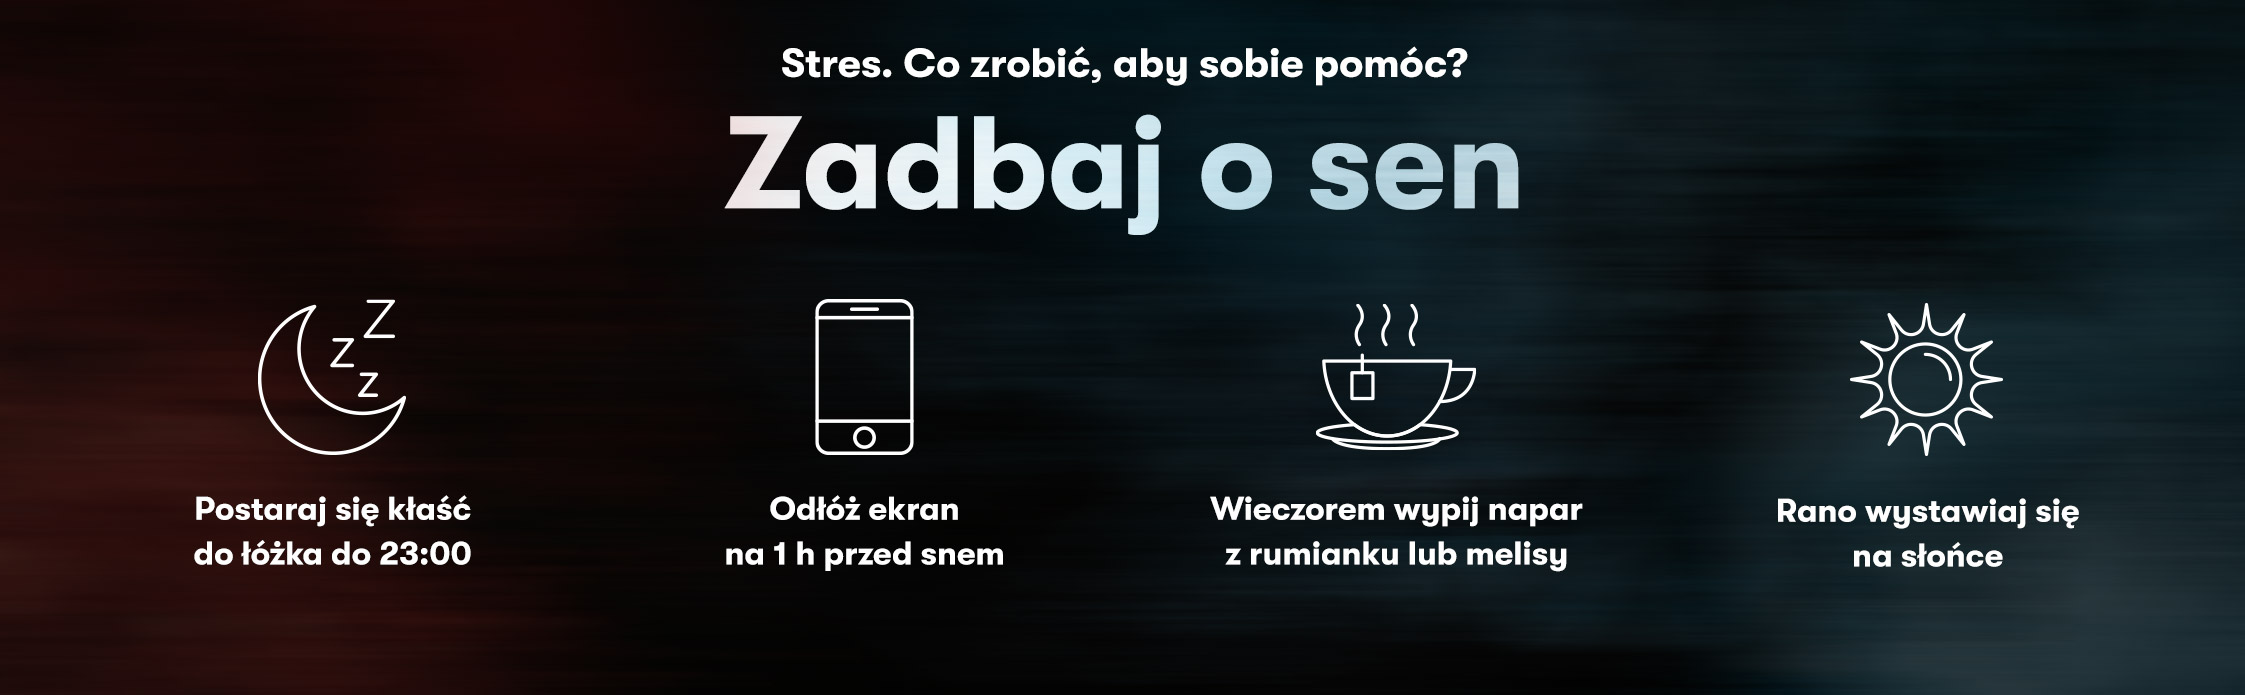 Stres. Co zrobić, aby sobie pomóc?
Zadbaj o sen
z Z
z
Postaraj się kłaść
do łóżka do 23:00
Odłóż ekran
na 1 h przed snem
Wieczorem wypij napar
z rumianku lub melisy
Rano wystawiaj się
na słońce